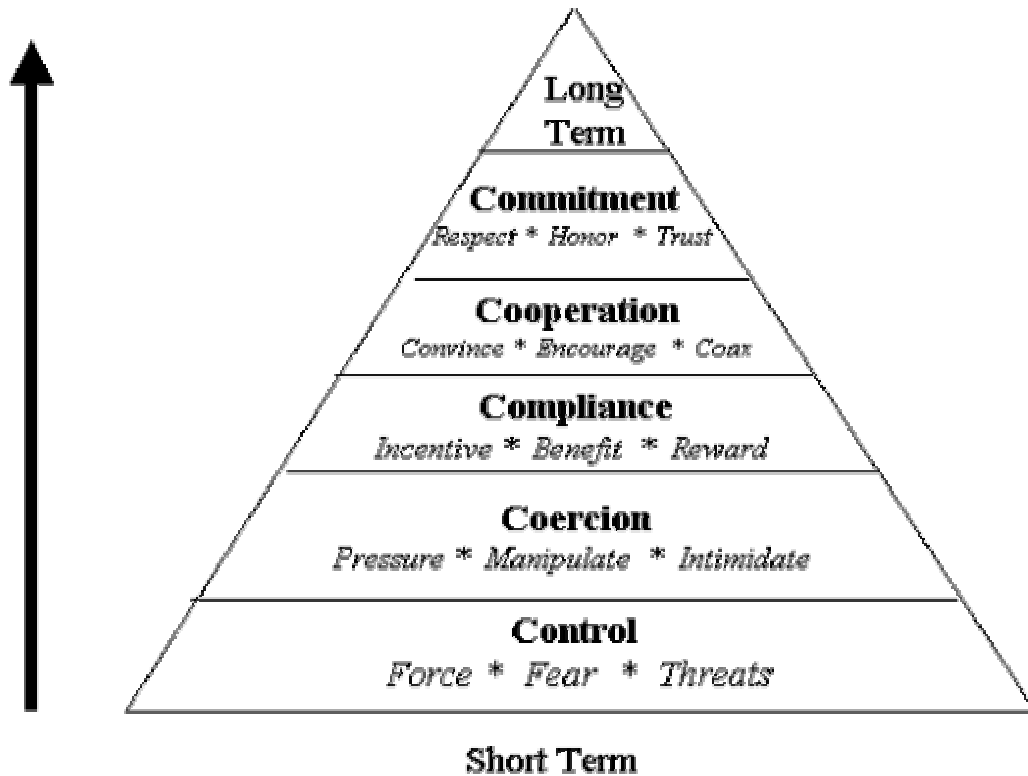 Long
Term
Commitment
Respect * Honor * Trust
Cooperation
Convince * Encourage * Coax
Compliance
Incentive * Benefit * Reward
Coercion
Pressure * Manipulate * Intimidate
Control
Force * Fear * Threats
Short Term